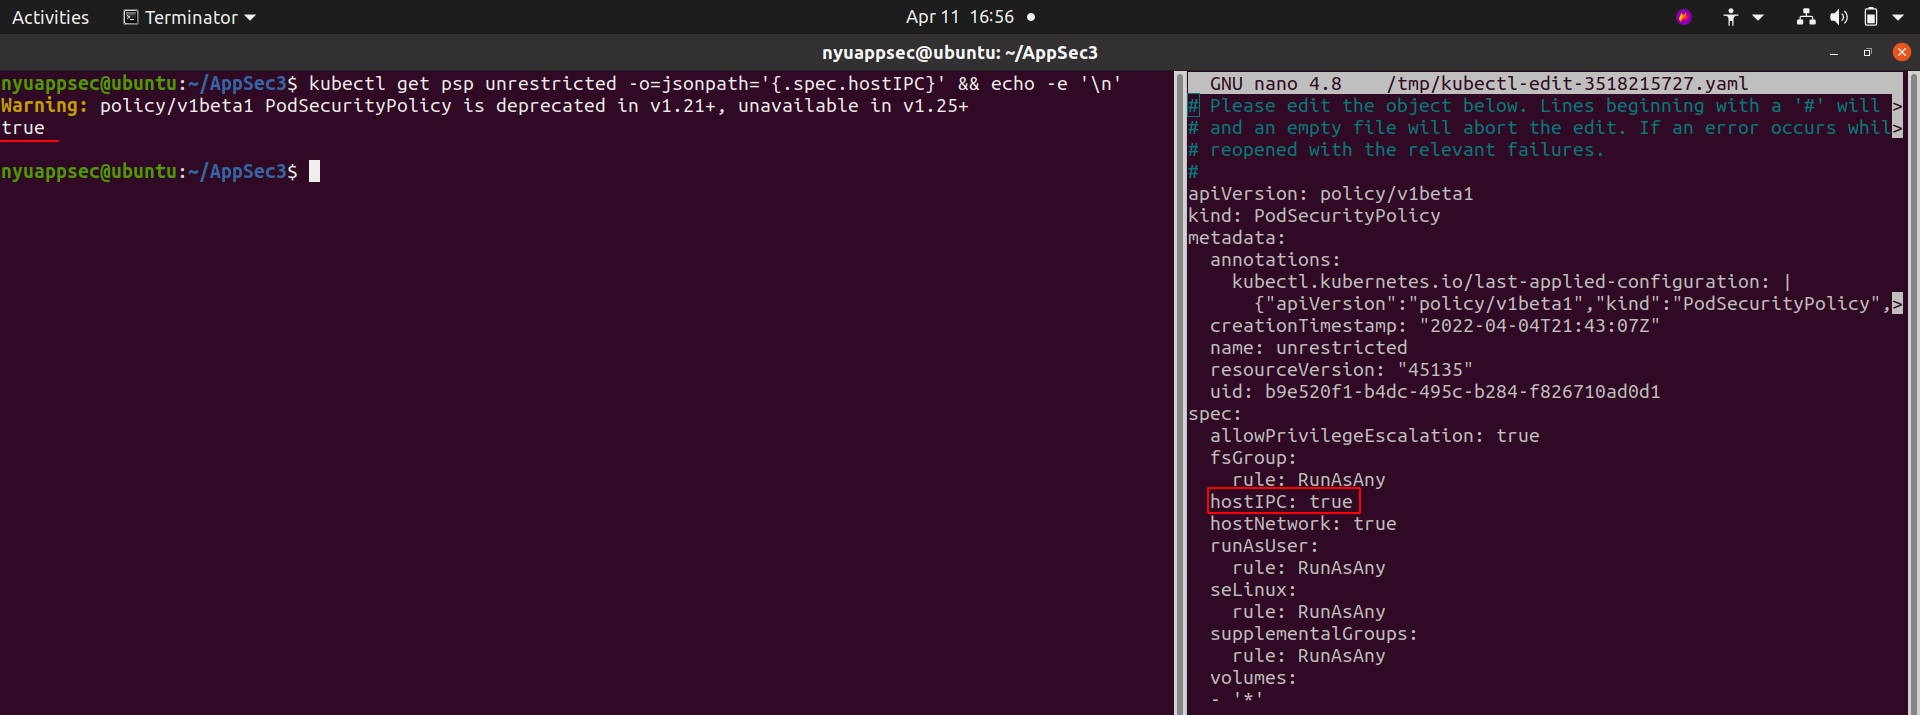 Activities
Terminator
Apr 11 16:56
nyuappsec@ubuntu: ~/AppSec3
nyuappsec@ubuntu:~/AppSec3$ kubectl get psp unrestricted -o=jsonpath='{.spec.hostIPC}' && echo -e '\n'
Warning: policy/v1beta1 PodSecurityPolicy is deprecated in v1.21+, unavailable in v1.25+
true
nyuappsec@ubuntu:~/AppSec3$
GNU nano 4.8 /tmp/kubectl-edit-3518215727.yaml
# Please edit the object below. Lines beginning with a '#' will >
# and an empty file will abort the edit. If an error occurs whil>
# reopened with the relevant failures.
#
apiVersion: policy/v1beta1
kind: PodSecurityPolicy
metadata:
  annotations:
    kubectl.kubernetes.io/last-applied-configuration: |
      {"apiVersion":"policy/v1beta1","kind":"PodSecurityPolicy",>
  creationTimestamp: "2022-04-04T21:43:07Z"
  name: unrestricted
  resourceVersion: "45135"
  uid: b9e520f1-b4dc-495c-b284-f826710ad0d1
spec:
  allowPrivilegeEscalation: true
  fsGroup:
    rule: RunAsAny
  hostIPC: true
  hostNetwork: true
  runAsUser:
    rule: RunAsAny
  seLinux:
    rule: RunAsAny
  supplementalGroups:
    rule: RunAsAny
  volumes:
  - '*'